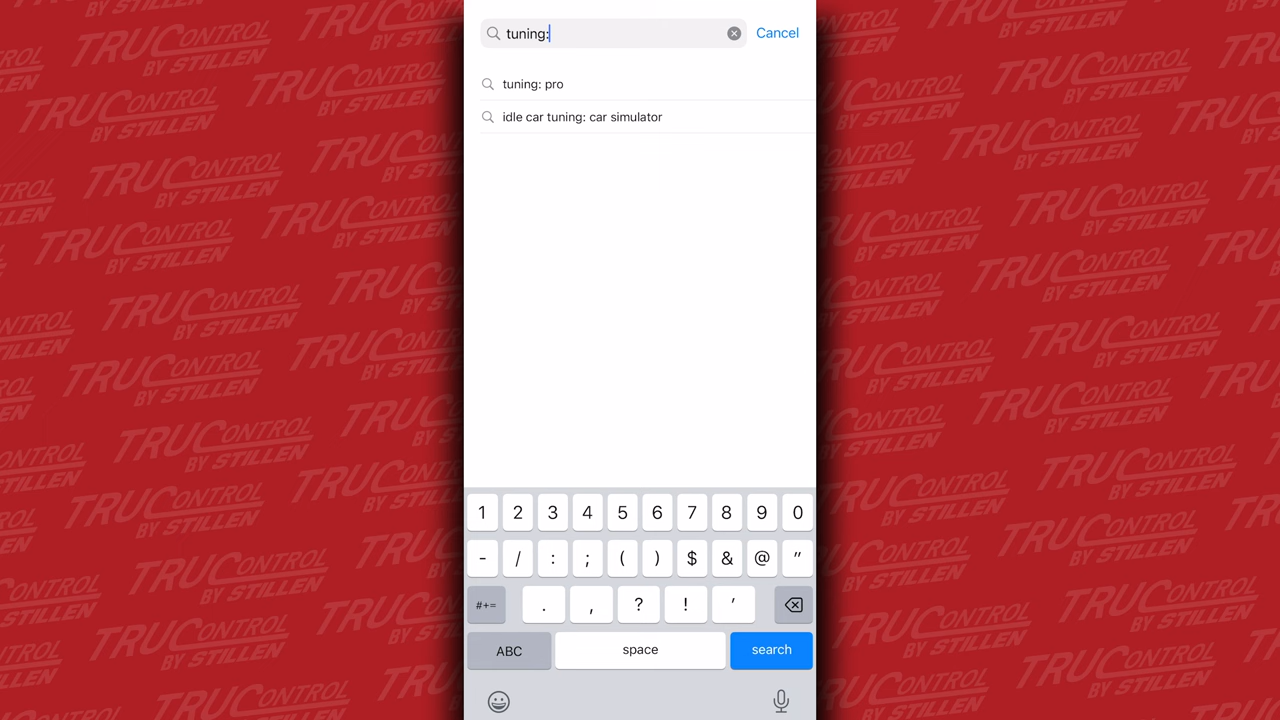 tuning:
Cancel
tuning: pro
idle car tuning: car simulator
1 2 3 4 5 6 7 8 9 0
- / : ; ( ) $ & @ ”
#+= . , ? ! ’
ABC space search
TRUCONTROL
BY STILLEN